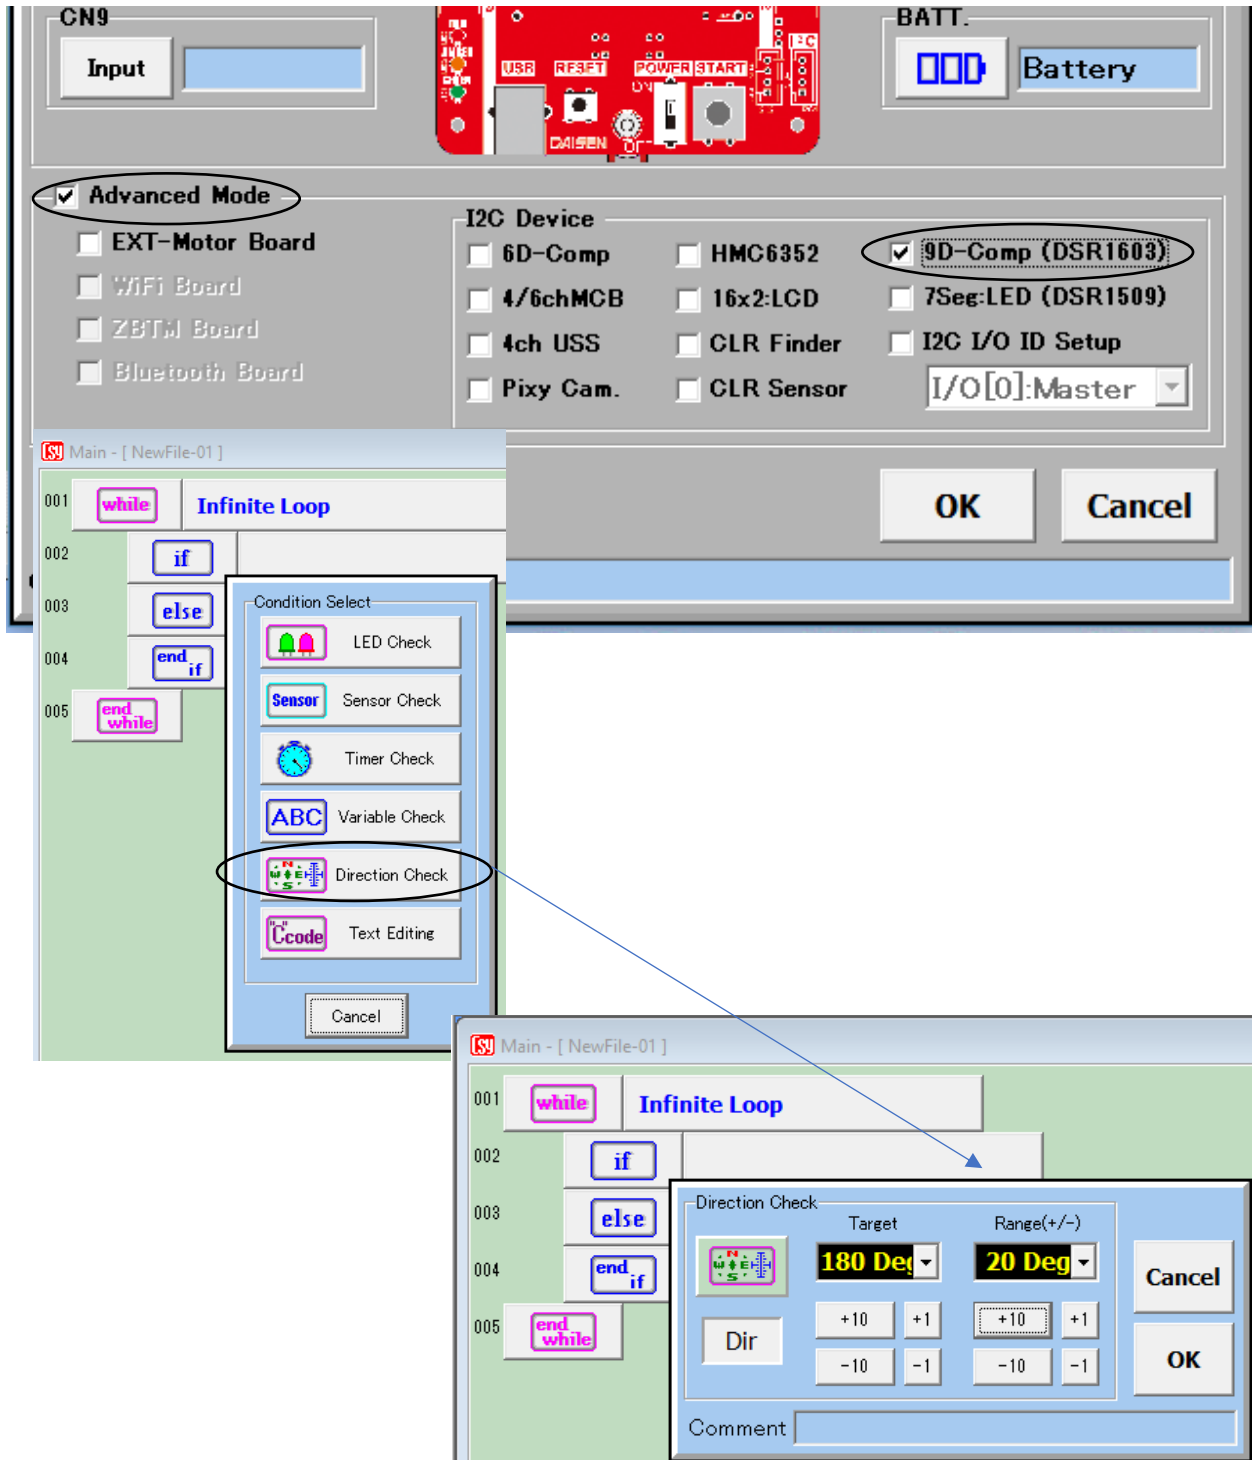 CN9
BATT.
Input
Battery
USB
RESET
POWER
START
I2C
ON
DAISEN
Advanced Mode
EXT-Motor Board
WiFi Board
ZBTM Board
Bluetooth Board
I2C Device
6D-Comp
HMC6352
9D-Comp (DSR1603)
4/6chMCB
16x2:LCD
7Seg:LED (DSR1509)
4ch USS
CLR Finder
I2C I/O ID Setup
Pixy Cam.
CLR Sensor
I/O[0]:Master
OK
Cancel
Main - [ NewFile-01 ]
001 while Infinite Loop
002 if
003 else
004 end if
005 end while
Condition Select
LED Check
Sensor Sensor Check
Timer Check
ABC Variable Check
N W E S Direction Check
"C" code Text Editing
Cancel
Main - [ NewFile-01 ]
001 while Infinite Loop
002 if
003 else
004 end if
005 end while
Direction Check
Target
Range(+/-)
N W E S
180 Deg
20 Deg
Cancel
Dir
+10 +1
+10 +1
-10 -1
-10 -1
OK
Comment